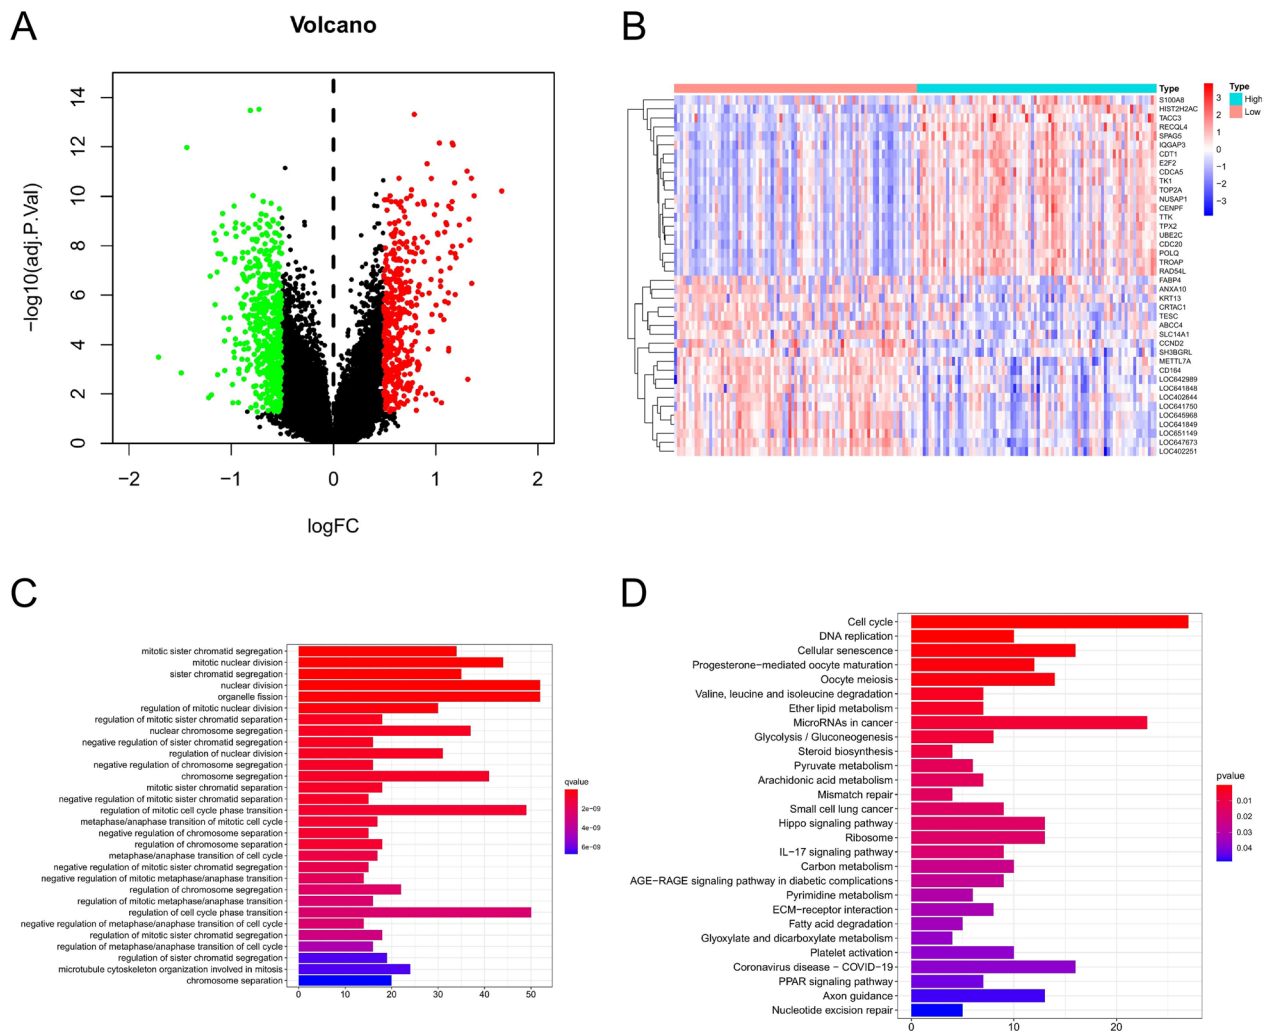 A
Volcano
14
12
10
8
6
4
2
0
−log10(adj.P.Val)
−2
−1
0
1
2
logFC
B
Type
S100A8
HIST2H2AC
TACC3
RECQL4
SPAG5
IQGAP3
CDT1
E2F2
CDCA5
TK1
TOP2A
NUSAP1
CENPF
TTK
TPX2
UBE2C
CDC20
POLQ
TROAP
RAD54L
FABP4
ANXA10
KRT13
CRTAC1
TESC
ABCC4
SLC14A1
CCND2
SH3BGRL
METTL7A
CD164
LOC642989
LOC641848
LOC402644
LOC641750
LOC645968
LOC641849
LOC651149
LOC647673
LOC402251
3
2
1
0
−1
−2
−3
Type
High
Low
C
mitotic sister chromatid segregation
mitotic nuclear division
sister chromatid segregation
nuclear division
organelle fission
regulation of mitotic nuclear division
regulation of mitotic sister chromatid separation
nuclear chromosome segregation
negative regulation of sister chromatid segregation
regulation of nuclear division
negative regulation of chromosome segregation
chromosome segregation
mitotic sister chromatid separation
negative regulation of mitotic sister chromatid separation
regulation of mitotic cell cycle phase transition
metaphase/anaphase transition of mitotic cell cycle
negative regulation of chromosome separation
regulation of chromosome separation
metaphase/anaphase transition of cell cycle
negative regulation of mitotic sister chromatid segregation
negative regulation of mitotic metaphase/anaphase transition
regulation of chromosome segregation
regulation of mitotic metaphase/anaphase transition
regulation of cell cycle phase transition
negative regulation of metaphase/anaphase transition of cell cycle
regulation of mitotic sister chromatid segregation
regulation of metaphase/anaphase transition of cell cycle
regulation of sister chromatid segregation
microtubule cytoskeleton organization involved in mitosis
chromosome separation
0
10
20
30
40
50
qvalue
2e−09
4e−09
6e−09
D
Cell cycle
DNA replication
Cellular senescence
Progesterone−mediated oocyte maturation
Oocyte meiosis
Valine, leucine and isoleucine degradation
Ether lipid metabolism
MicroRNAs in cancer
Glycolysis / Gluconeogenesis
Steroid biosynthesis
Pyruvate metabolism
Arachidonic acid metabolism
Mismatch repair
Small cell lung cancer
Hippo signaling pathway
Ribosome
IL−17 signaling pathway
Carbon metabolism
AGE−RAGE signaling pathway in diabetic complications
Pyrimidine metabolism
ECM−receptor interaction
Fatty acid degradation
Glyoxylate and dicarboxylate metabolism
Platelet activation
Coronavirus disease − COVID−19
PPAR signaling pathway
Axon guidance
Nucleotide excision repair
0
10
20
pvalue
0.01
0.02
0.03
0.04